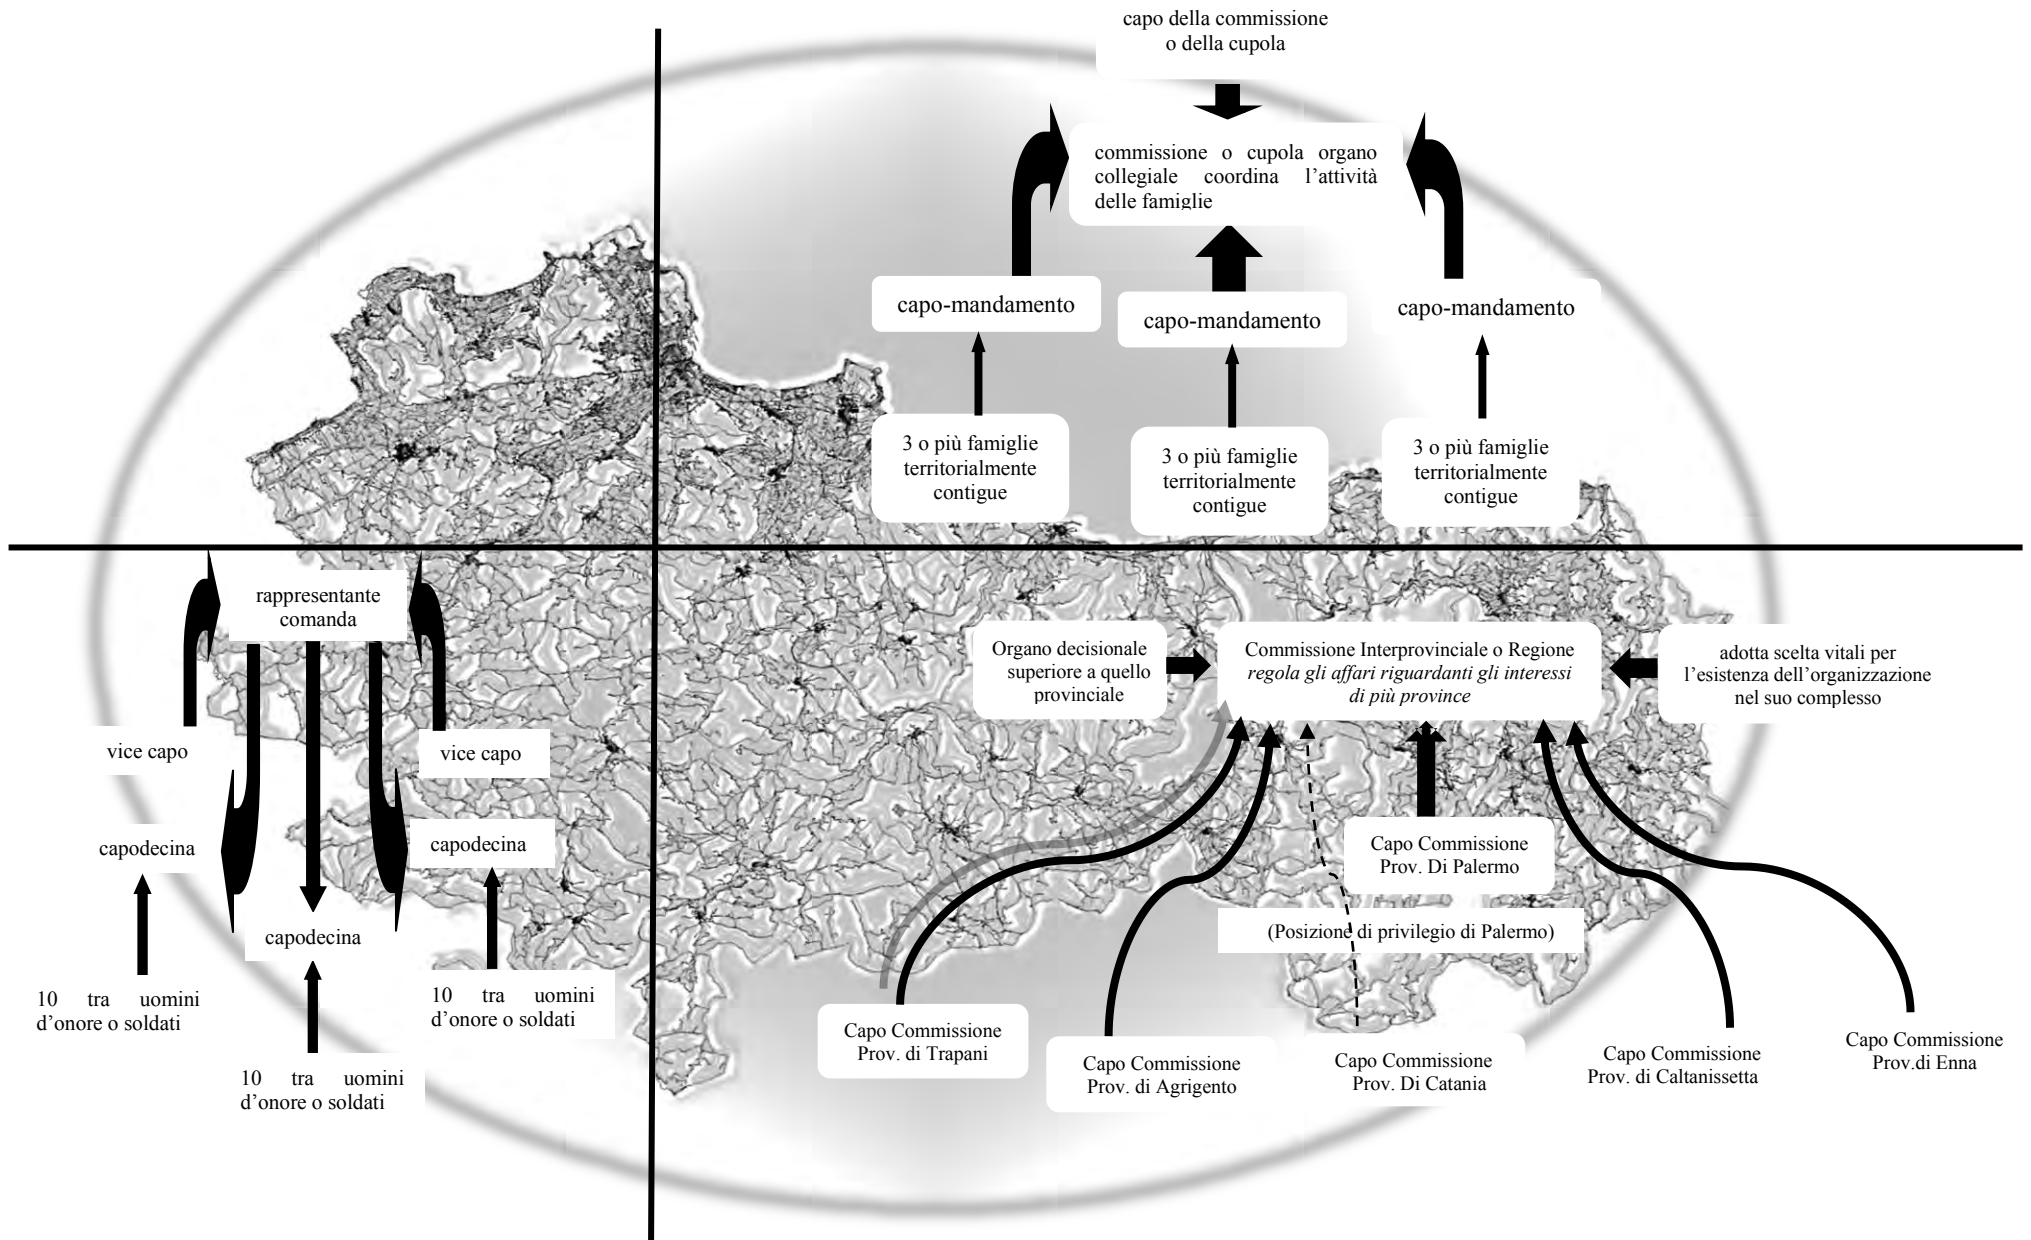 capo della commissione
o della cupola
commissione o cupola organo
collegiale coordina l’attività
delle famiglie
capo-mandamento
capo-mandamento
capo-mandamento
3 o più famiglie
territorialmente
contigue
3 o più famiglie
territorialmente
contigue
3 o più famiglie
territorialmente
contigue
rappresentante
comanda
vice capo
vice capo
capodecina
capodecina
capodecina
10 tra uomini
d’onore o soldati
10 tra uomini
d’onore o soldati
10 tra uomini
d’onore o soldati
Organo decisionale
superiore a quello
provinciale
Commissione Interprovinciale o Regione
regola gli affari riguardanti gli interessi
di più province
adotta scelta vitali per
l’esistenza dell’organizzazione
nel suo complesso
Capo Commissione
Prov. Di Palermo
(Posizione di privilegio di Palermo)
Capo Commissione
Prov. di Trapani
Capo Commissione
Prov. di Agrigento
Capo Commissione
Prov. Di Catania
Capo Commissione
Prov. di Caltanissetta
Capo Commissione
Prov.di Enna